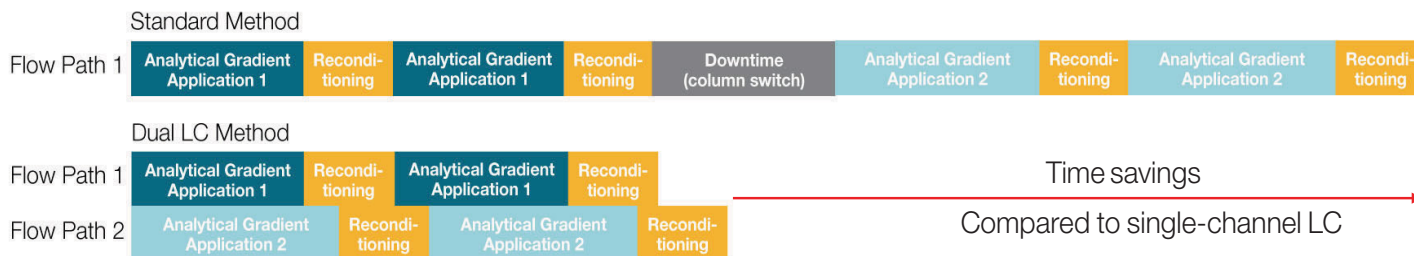 Standard Method
Flow Path 1
Analytical Gradient
Application 1
Recondi-
tioning
Analytical Gradient
Application 1
Recondi-
tioning
Downtime
(column switch)
Analytical Gradient
Application 2
Recondi-
tioning
Analytical Gradient
Application 2
Recondi-
tioning
Dual LC Method
Flow Path 1
Analytical Gradient
Application 1
Recondi-
tioning
Analytical Gradient
Application 1
Recondi-
tioning
Time savings
Compared to single-channel LC
Flow Path 2
Analytical Gradient
Application 2
Recondi-
tioning
Analytical Gradient
Application 2
Recondi-
tioning